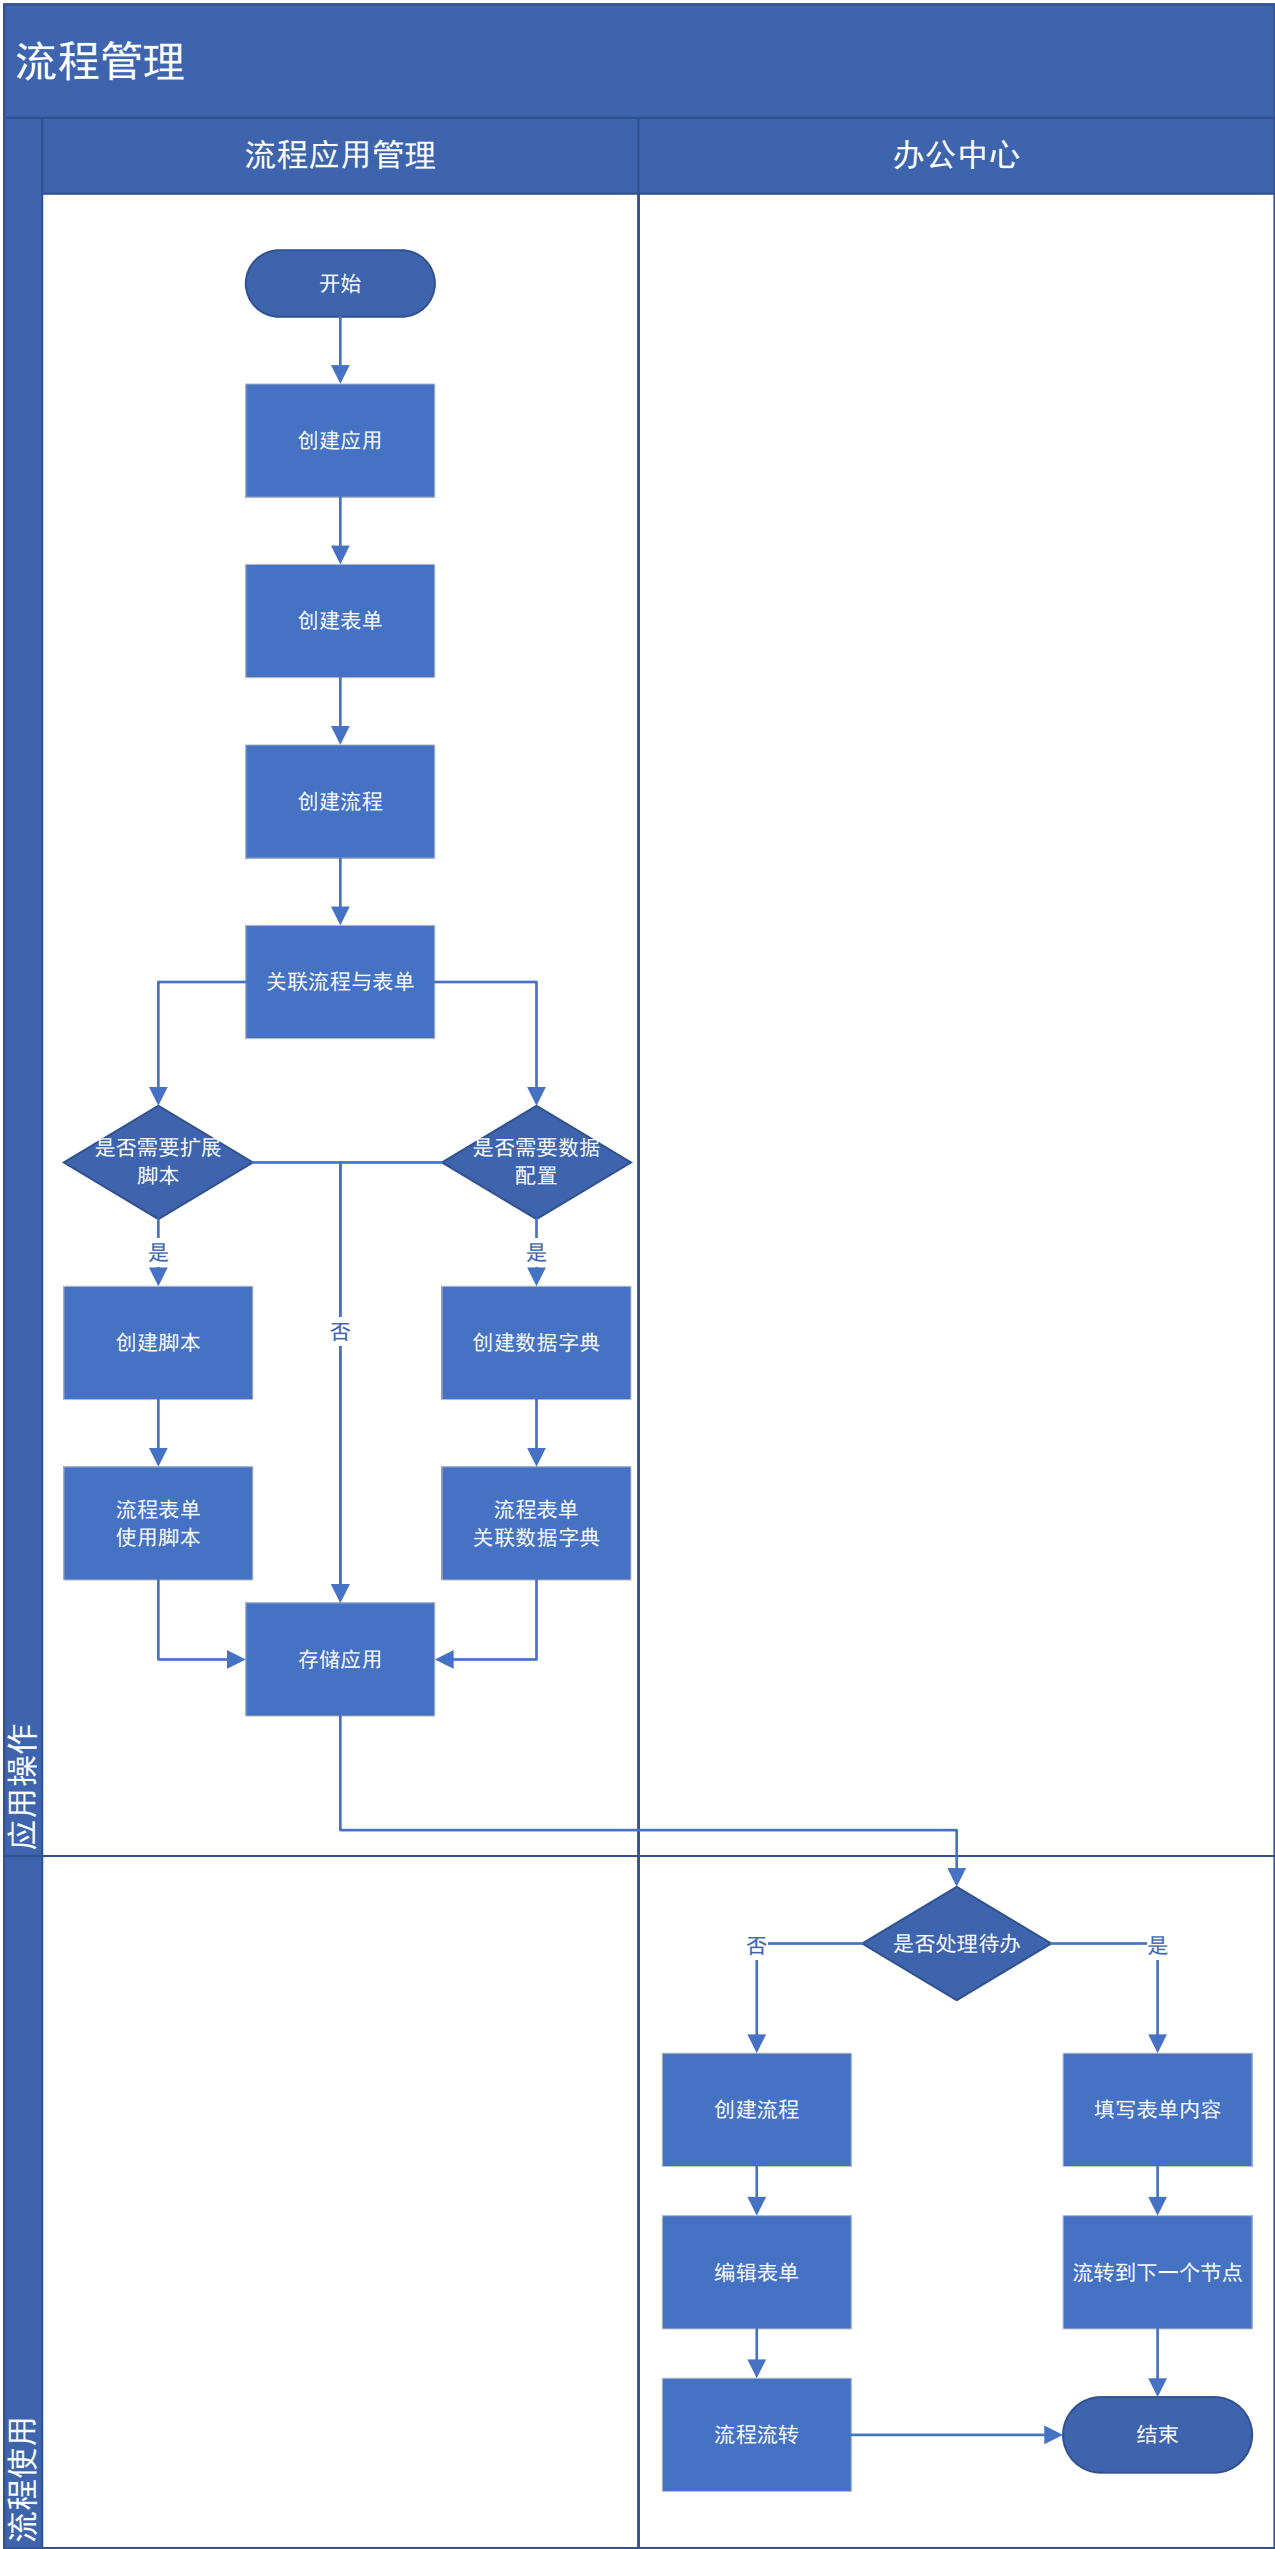 流程管理
流程应用管理
办公中心
开始
创建应用
创建表单
创建流程
关联流程与表单
是否需要扩展
脚本
是否需要数据
配置
是
是
否
创建脚本
创建数据字典
流程表单
使用脚本
流程表单
关联数据字典
存储应用
应用操作
是否处理待办
否
是
创建流程
填写表单内容
编辑表单
流转到下一个节点
流程流转
结束
流程使用